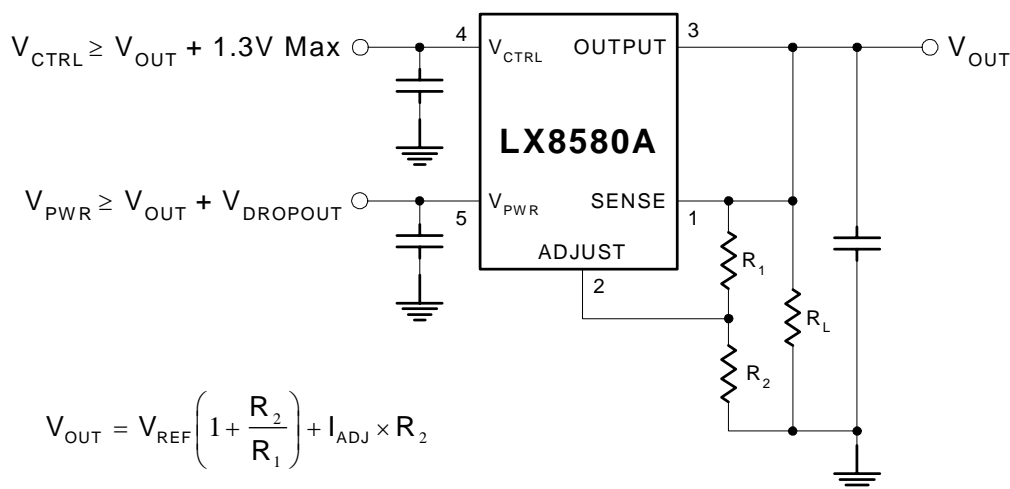 V_CTRL ≥ V_OUT + 1.3V Max
4
V_CTRL
OUTPUT
3
V_OUT
LX8580A
V_PWR ≥ V_OUT + V_DROPOUT
5
V_PWR
SENSE
1
ADJUST
2
R_1
R_L
R_2
V_OUT = V_REF(1 + R_2/R_1) + I_ADJ × R_2